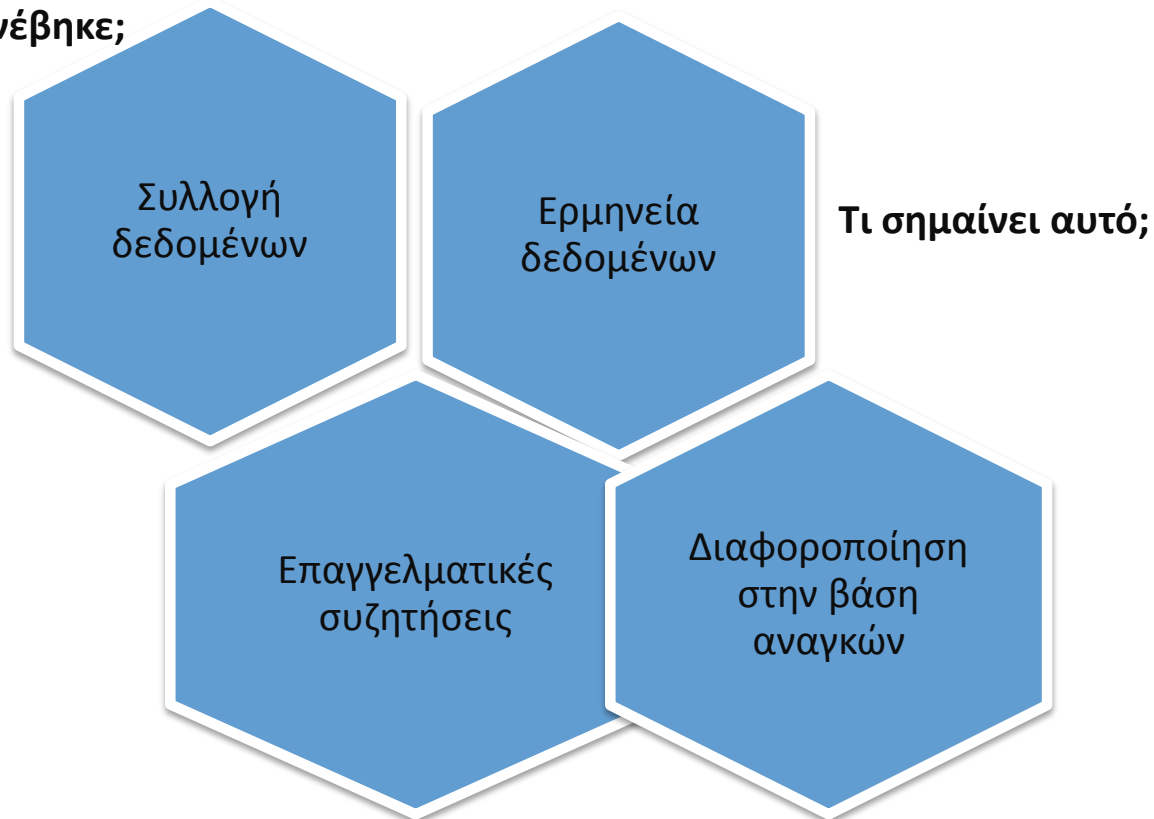 νέβηκε;
Συλλογή
δεδομένων
Ερμηνεία
δεδομένων
Τι σημαίνει αυτό;
Επαγγελματικές
συζητήσεις
Διαφοροποίηση
στην βάση
αναγκών